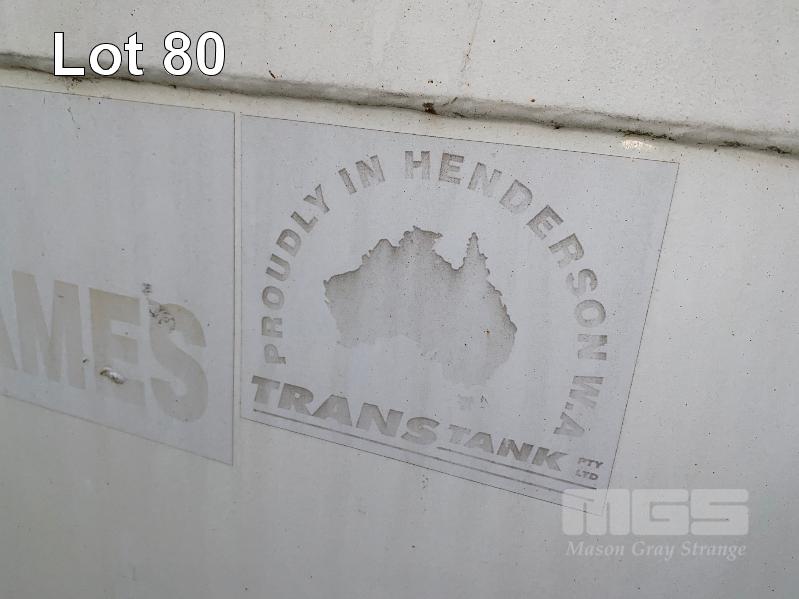 Lot 80
PROUDLY IN HENDERSON W.A
AMES
TRANSTANK PTY
LTD
MGS
Mason Gray Strange